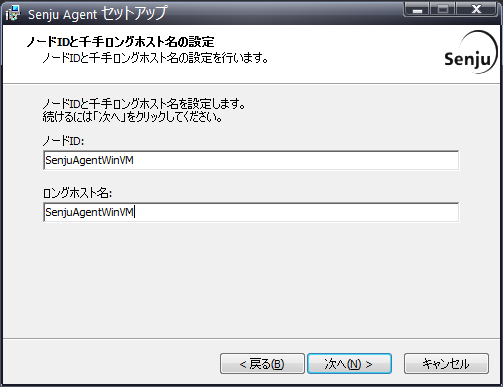 Senju Agent セットアップ
ノードIDと千手ロングホスト名の設定
ノードIDと千手ロングホスト名の設定を行います。
Senju
ノードIDと千手ロングホスト名を設定します。
続けるには「次へ」をクリックしてください。
ノードID:
SenjuAgentWinVM
ロングホスト名:
SenjuAgentWinVM
< 戻る(B)
次へ(N) >
キャンセル